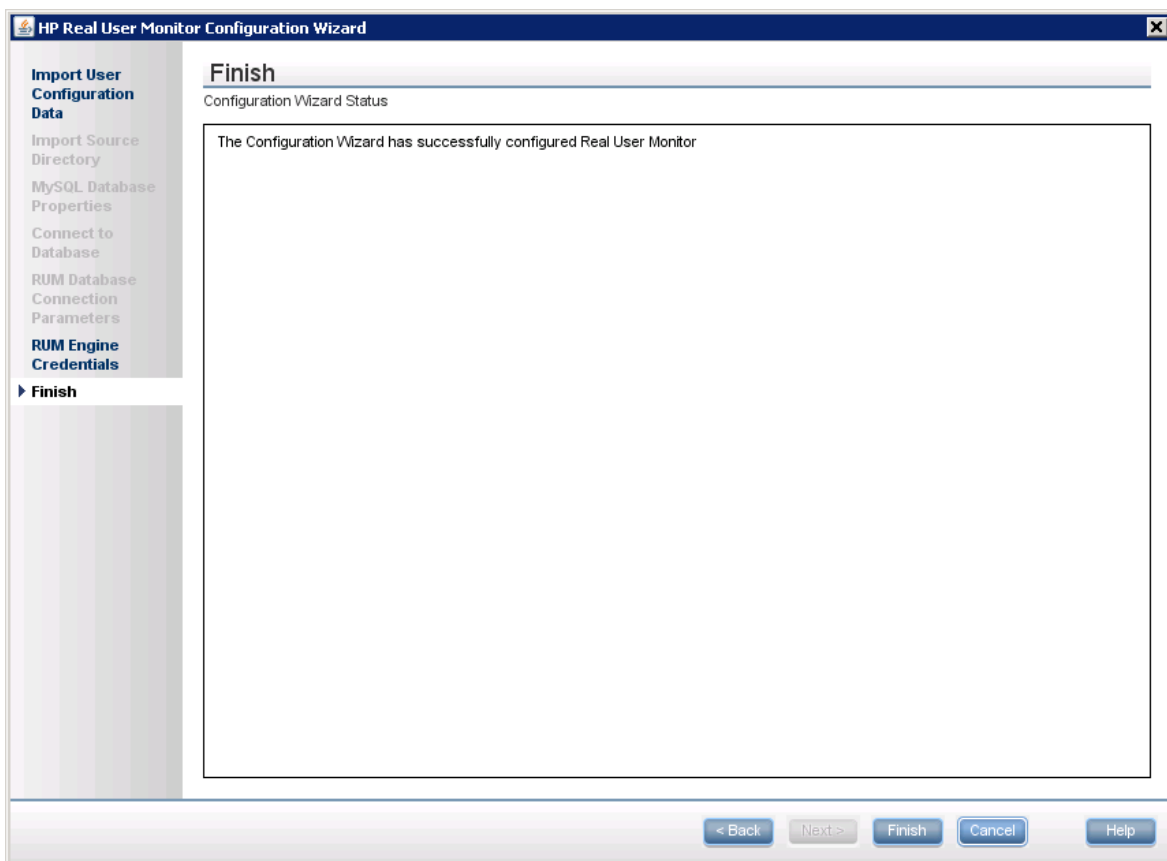 HP Real User Monitor Configuration Wizard
Import User
Configuration
Data
Import Source
Directory
MySQL Database
Properties
Connect to
Database
RUM Database
Connection
Parameters
RUM Engine
Credentials
Finish
Finish
Configuration Wizard Status
The Configuration Wizard has successfully configured Real User Monitor
< Back
Next >
Finish
Cancel
Help